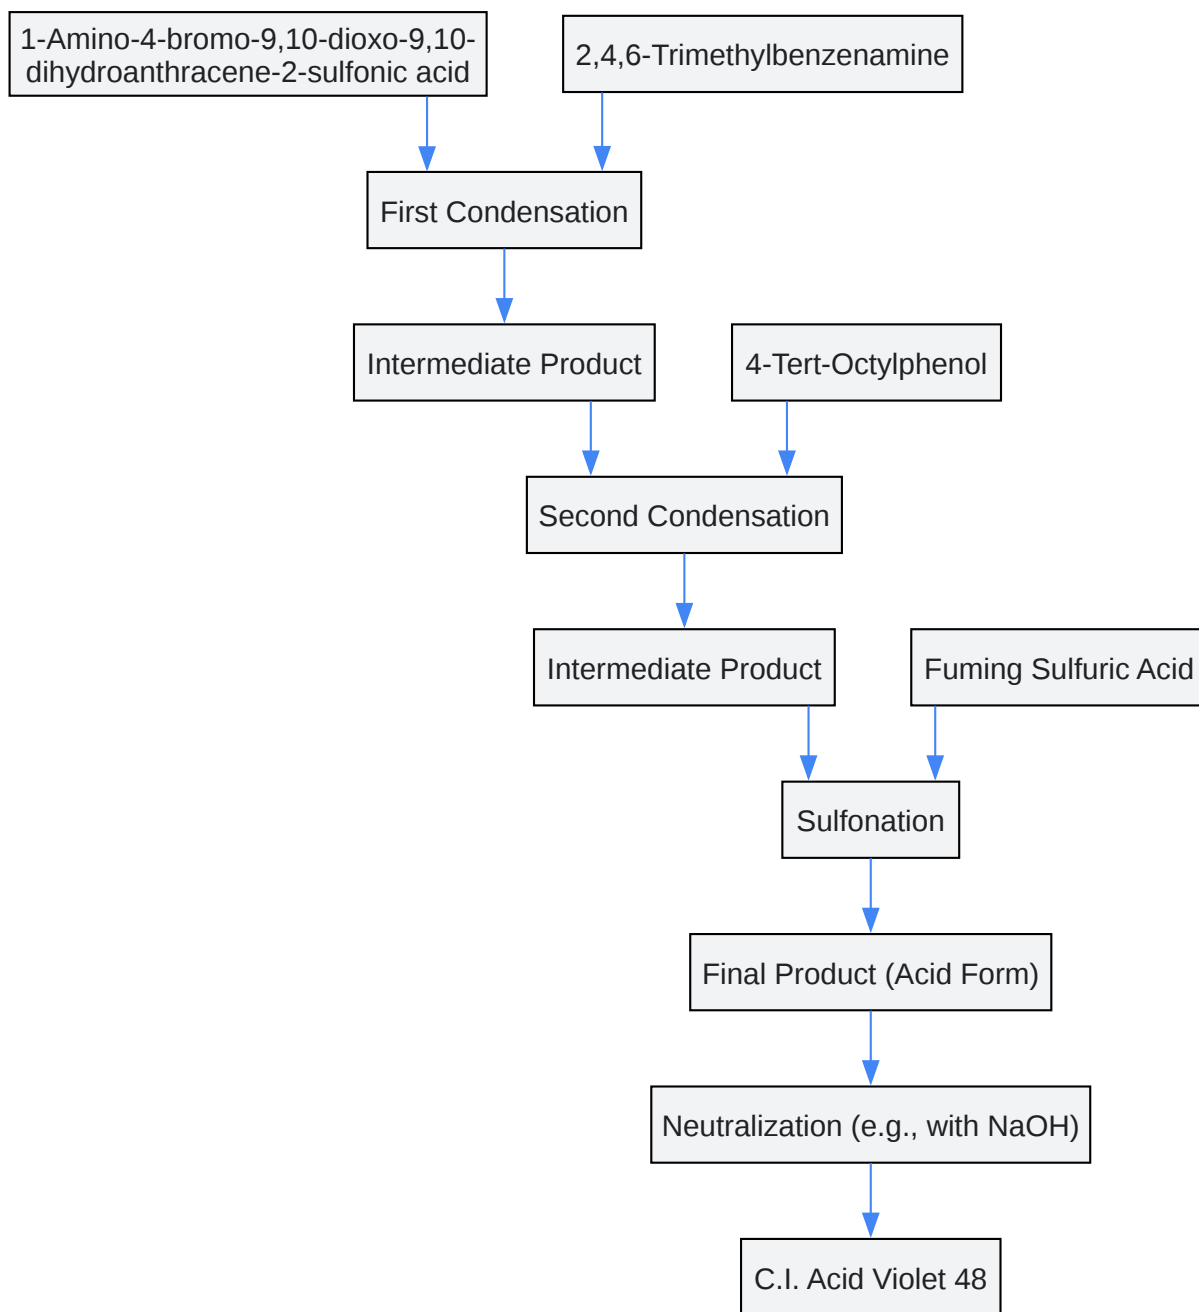 1-Amino-4-bromo-9,10-dioxo-9,10-
dihydroanthracene-2-sulfonic acid
2,4,6-Trimethylbenzenamine
First Condensation
Intermediate Product
4-Tert-Octylphenol
Second Condensation
Intermediate Product
Fuming Sulfuric Acid
Sulfonation
Final Product (Acid Form)
Neutralization (e.g., with NaOH)
C.I. Acid Violet 48